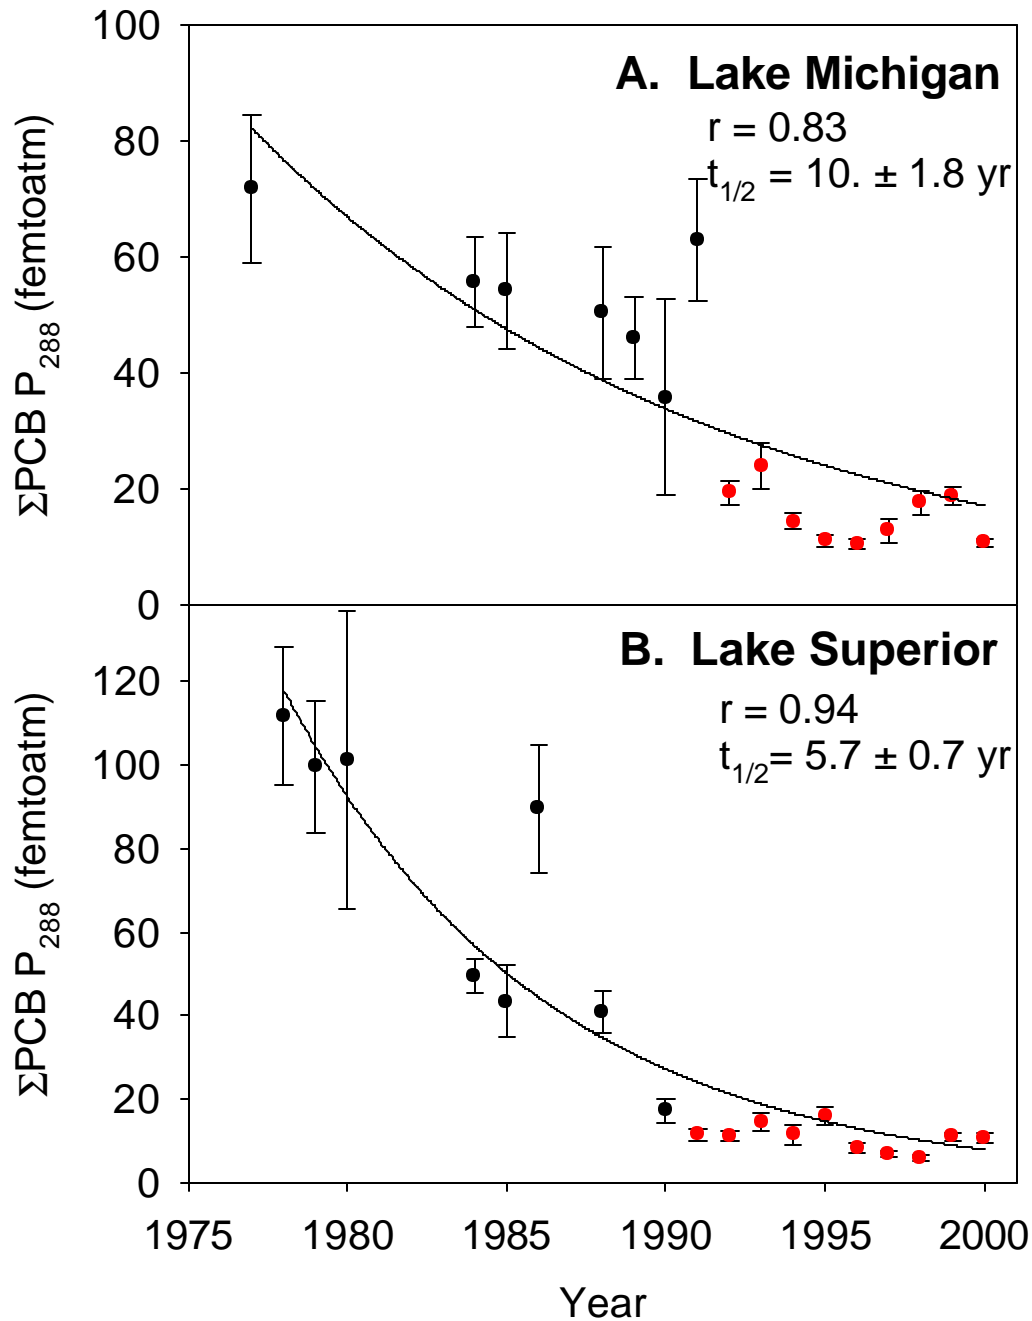 100
80
60
40
20
0
ΣPCB P288 (femtoatm)
A. Lake Michigan
r = 0.83
t1/2 = 10. ± 1.8 yr
120
100
80
60
40
20
0
ΣPCB P288 (femtoatm)
B. Lake Superior
r = 0.94
t1/2= 5.7 ± 0.7 yr
1975 1980 1985 1990 1995 2000
Year